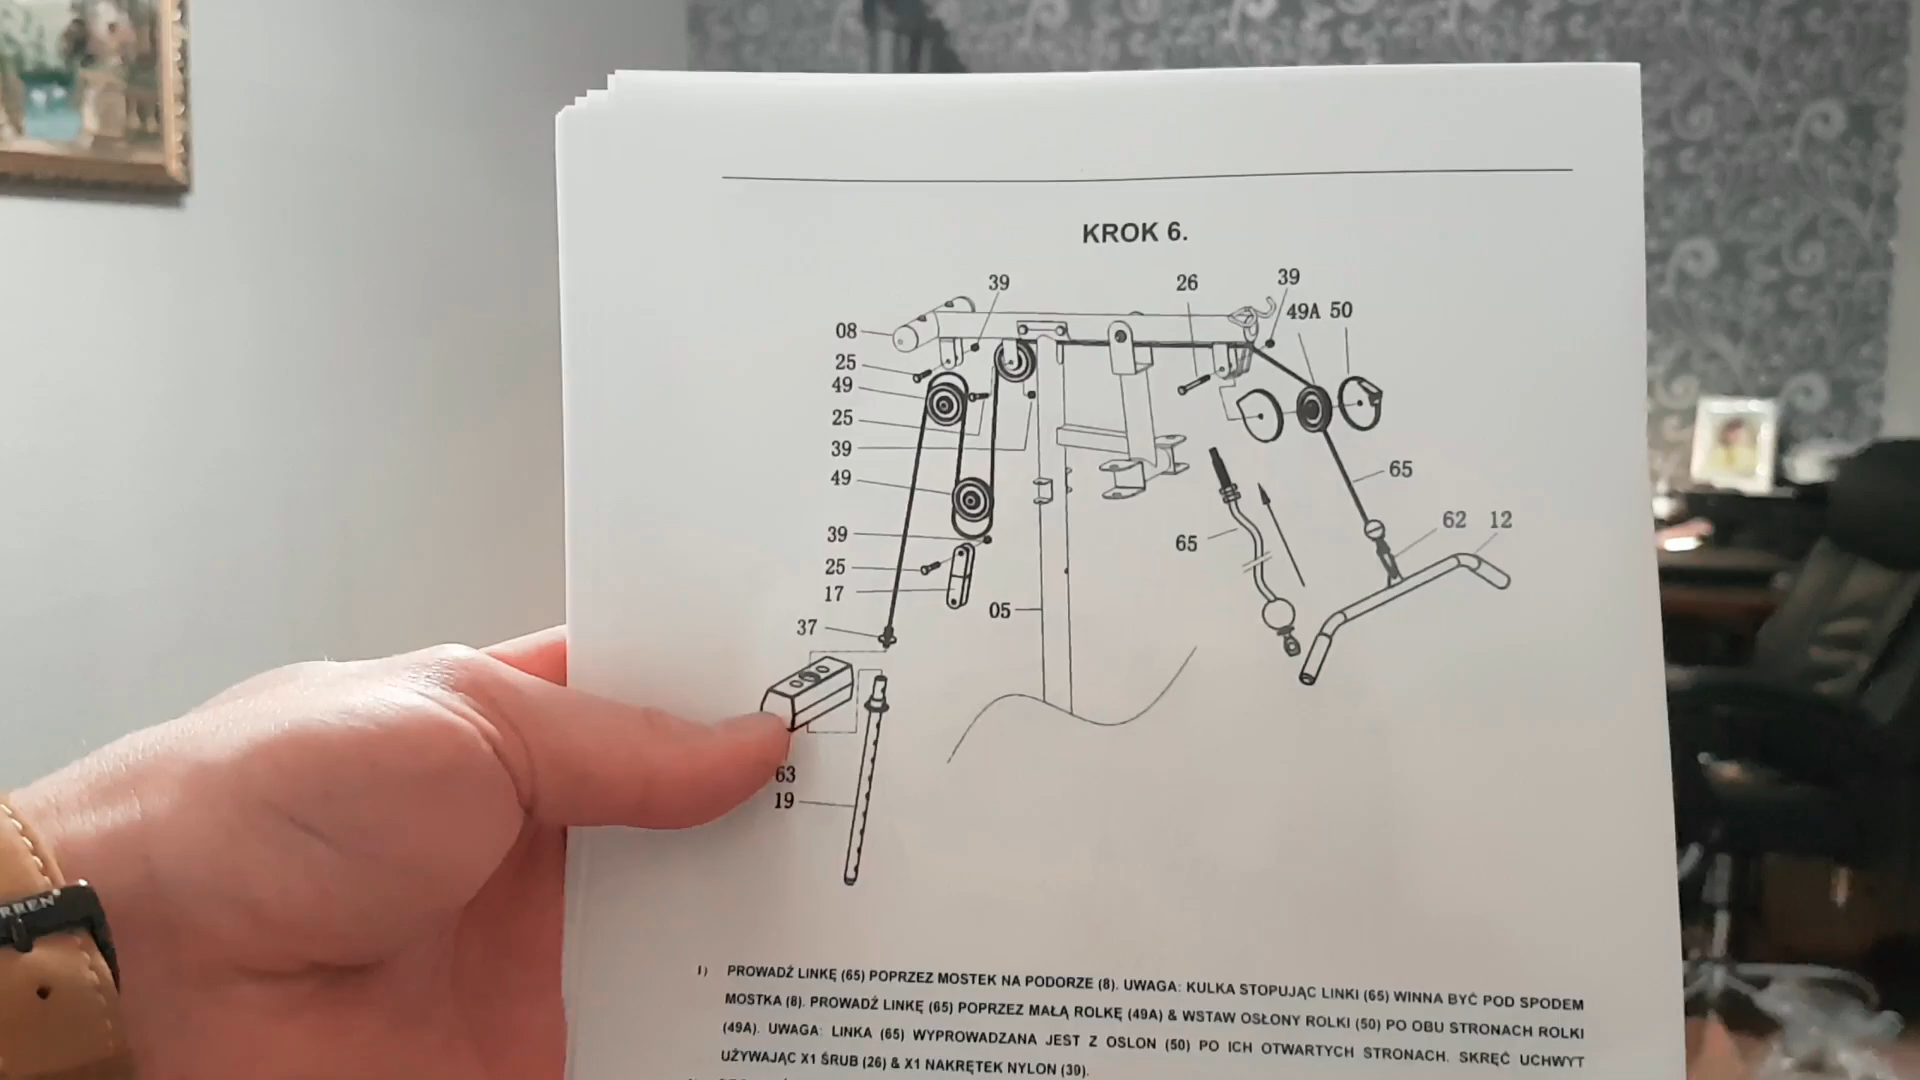 KROK 6.
39
26
39
49A 50
08
25
49
25
39
49
65
62 12
39
65
25
17
05
37
63
19
RREN
1) PROWADŹ LINKĘ (65) POPRZEZ MOSTEK NA PODORZE (8). UWAGA: KULKA STOPUJĄC LINKI (65) WINNA BYĆ POD SPODEM
MOSTKA (8). PROWADŹ LINKĘ (65) POPRZEZ MAŁĄ ROLKĘ (49A) & WSTAW OSŁONY ROLKI (50) PO OBU STRONACH ROLKI
(49A). UWAGA: LINKA (65) WYPROWADZANA JEST Z OSLON (50) PO ICH OTWARTYCH STRONACH. SKRĘĆ UCHWYT
UŻYWAJĄC X1 ŚRUB (26) & X1 NAKRĘTEK NYLON (39).